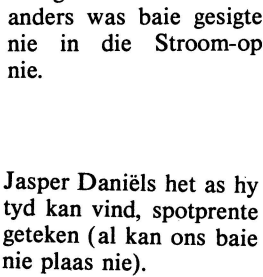 anders was baie gesigte
nie in die Stroom-op
nie.
Jasper Daniëls het as hy
tyd kan vind, spotprente
geteken (al kan ons baie
nie plaas nie).